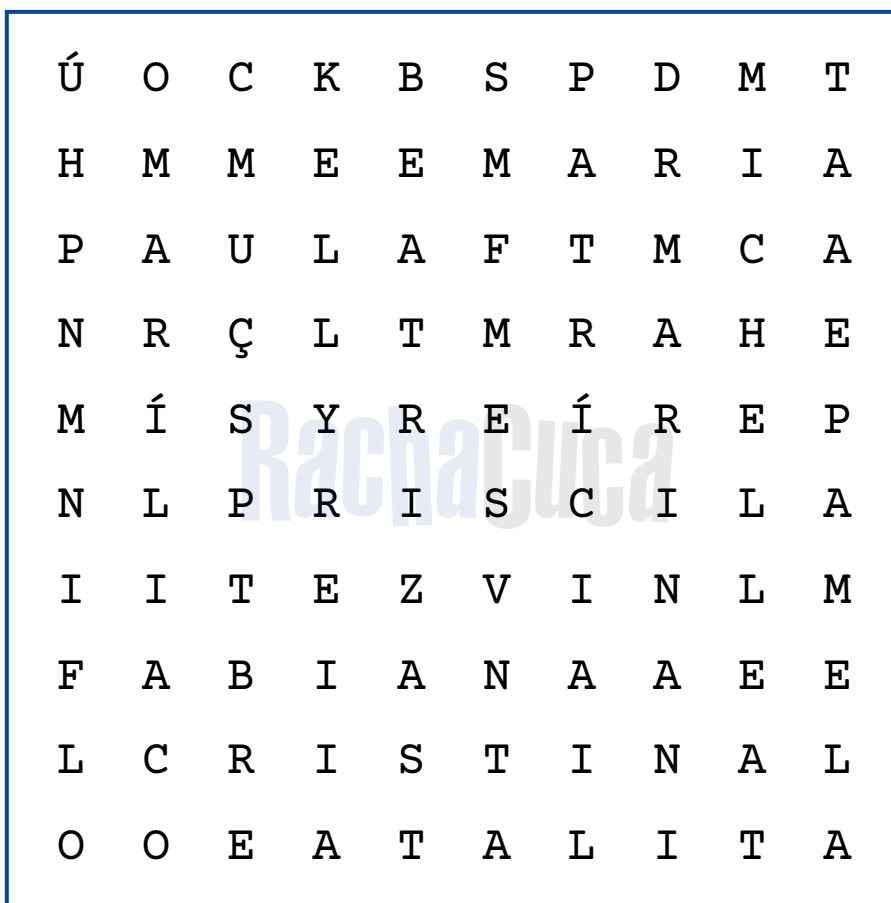 Ú O C K B S P D M T
H M M E E M A R I A
P A U L A F T M C A
N R Ç L T M R A H E
M Í S Y R E Í R E P
N L P R I S C I L A
I I T E Z V I N L M
F A B I A N A A E E
L C R I S T I N A L
O O E A T A L I T A
RachaCuca